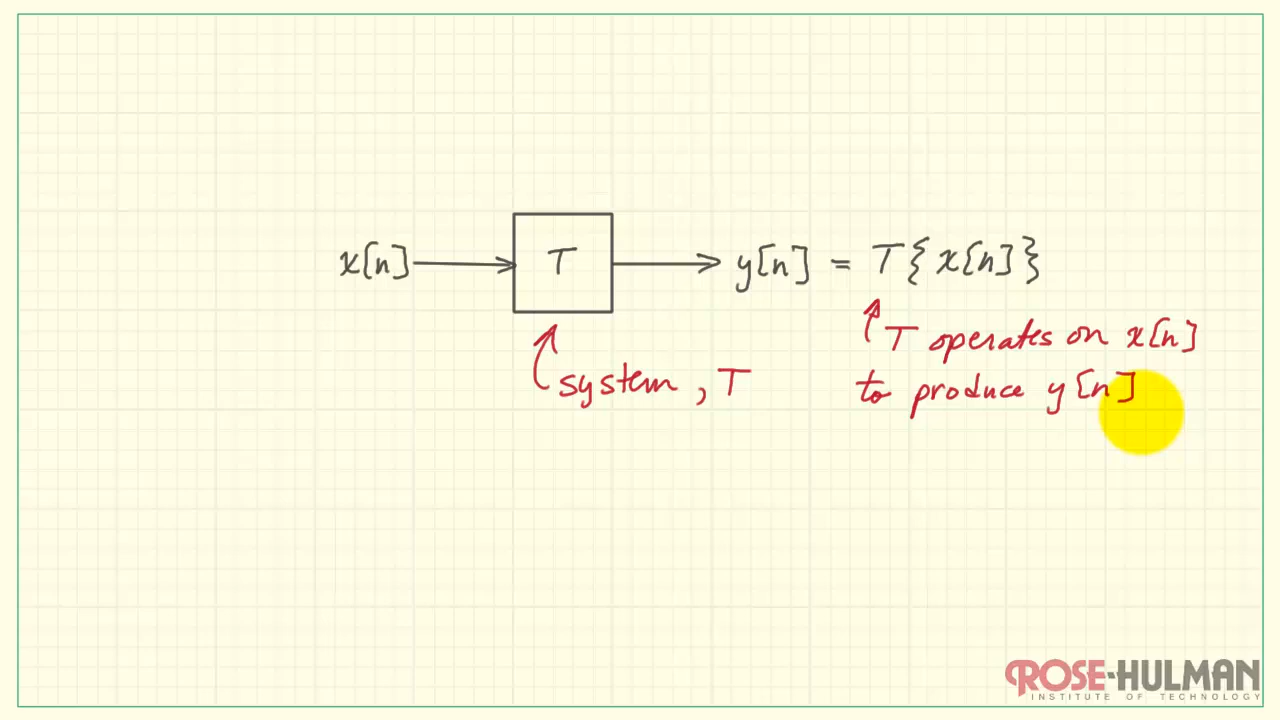 x[n] T y[n] = T{x[n]}
T operates on x[n]
system, T to produce y[n]
ROSE-HULMAN
INSTITUTE OF TECHNOLOGY